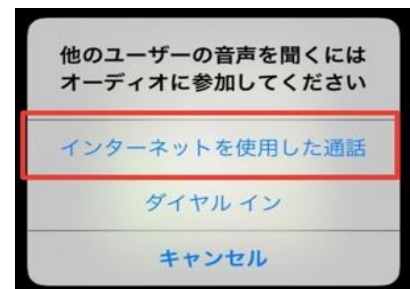 他のユーザーの音声を聞くには
オーディオに参加してください
インターネットを使用した通話
ダイヤル イン
キャンセル